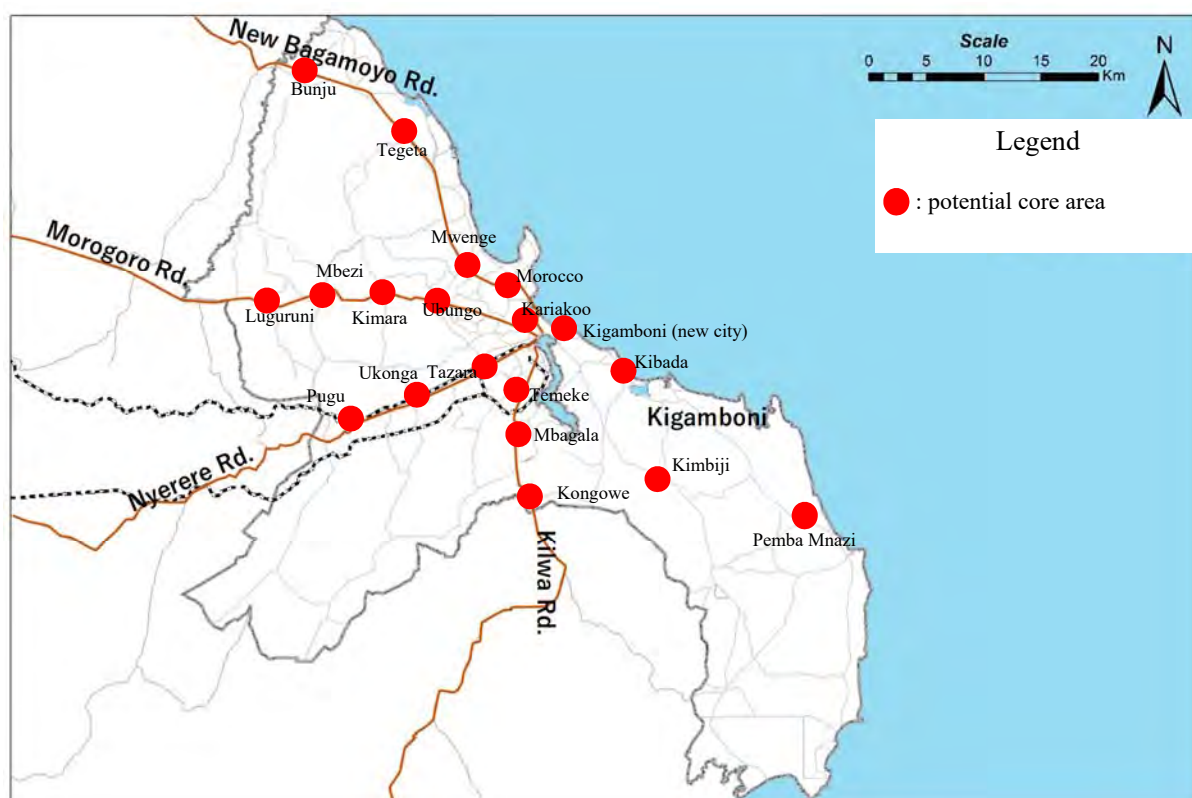 New Bagamoyo Rd.
Bunju
Tegeta
Scale
0 5 10 15 20
Km
N
Legend
: potential core area
Morogoro Rd.
Mwenge
Mbezi
Morocco
Luguruni
Kimara
Ubungo
Kariakoo
Kigamboni (new city)
Ukonga
Tazara
Kibada
Pugu
Temeke
Kigamboni
Mbagala
Nyerere Rd.
Kimbiji
Kongowe
Pemba Mnazi
Kilwa Rd.